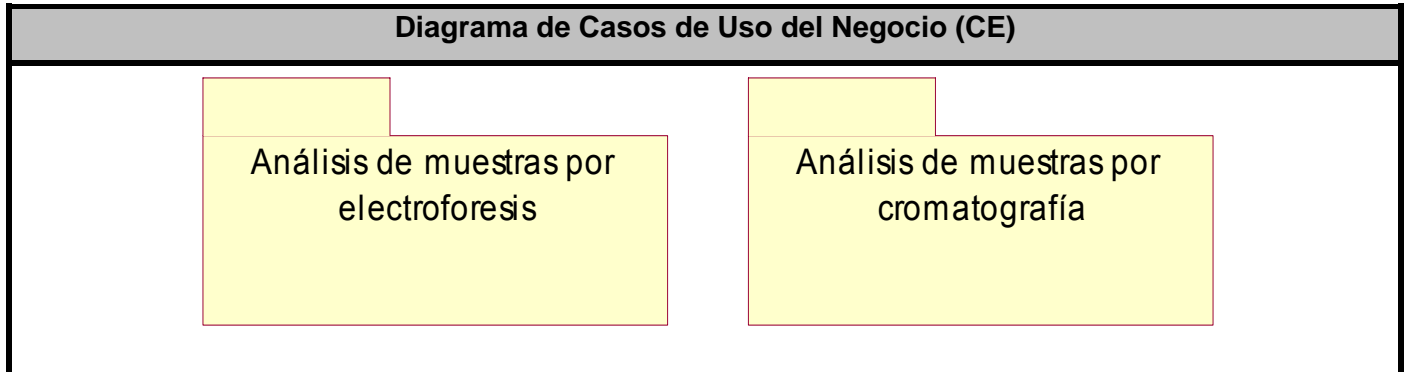 Diagrama de Casos de Uso del Negocio (CE)
Análisis de muestras por
electroforesis
Análisis de muestras por
cromatografía